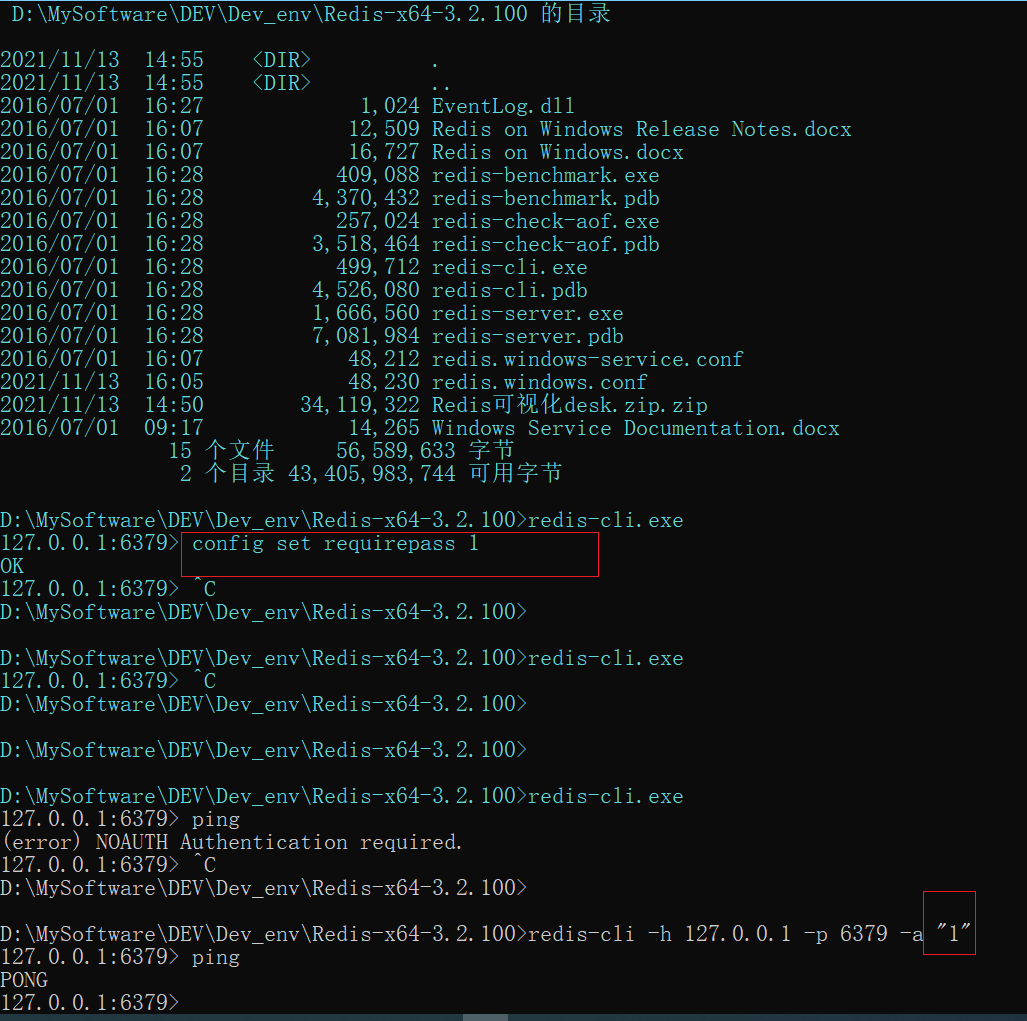 D:\MySoftware\DEV\Dev_env\Redis-x64-3.2.100 的目录
2021/11/13  14:55    <DIR>          .
2021/11/13  14:55    <DIR>          ..
2016/07/01  16:27             1,024 EventLog.dll
2016/07/01  16:07            12,509 Redis on Windows Release Notes.docx
2016/07/01  16:07            16,727 Redis on Windows.docx
2016/07/01  16:28           409,088 redis-benchmark.exe
2016/07/01  16:28         4,370,432 redis-benchmark.pdb
2016/07/01  16:28           257,024 redis-check-aof.exe
2016/07/01  16:28         3,518,464 redis-check-aof.pdb
2016/07/01  16:28           499,712 redis-cli.exe
2016/07/01  16:28         4,526,080 redis-cli.pdb
2016/07/01  16:28         1,666,560 redis-server.exe
2016/07/01  16:28         7,081,984 redis-server.pdb
2016/07/01  16:07            48,212 redis.windows-service.conf
2021/11/13  16:05            48,230 redis.windows.conf
2021/11/13  14:50        34,119,322 Redis可视化desk.zip.zip
2016/07/01  09:17            14,265 Windows Service Documentation.docx
15 个文件     56,589,633 字节
2 个目录 43,405,983,744 可用字节
D:\MySoftware\DEV\Dev_env\Redis-x64-3.2.100>redis-cli.exe
127.0.0.1:6379> config set requirepass 1
OK
127.0.0.1:6379> ^C
D:\MySoftware\DEV\Dev_env\Redis-x64-3.2.100>
D:\MySoftware\DEV\Dev_env\Redis-x64-3.2.100>redis-cli.exe
127.0.0.1:6379> ^C
D:\MySoftware\DEV\Dev_env\Redis-x64-3.2.100>
D:\MySoftware\DEV\Dev_env\Redis-x64-3.2.100>
D:\MySoftware\DEV\Dev_env\Redis-x64-3.2.100>redis-cli.exe
127.0.0.1:6379> ping
(error) NOAUTH Authentication required.
127.0.0.1:6379> ^C
D:\MySoftware\DEV\Dev_env\Redis-x64-3.2.100>
D:\MySoftware\DEV\Dev_env\Redis-x64-3.2.100>redis-cli -h 127.0.0.1 -p 6379 -a "1"
127.0.0.1:6379> ping
PONG
127.0.0.1:6379>